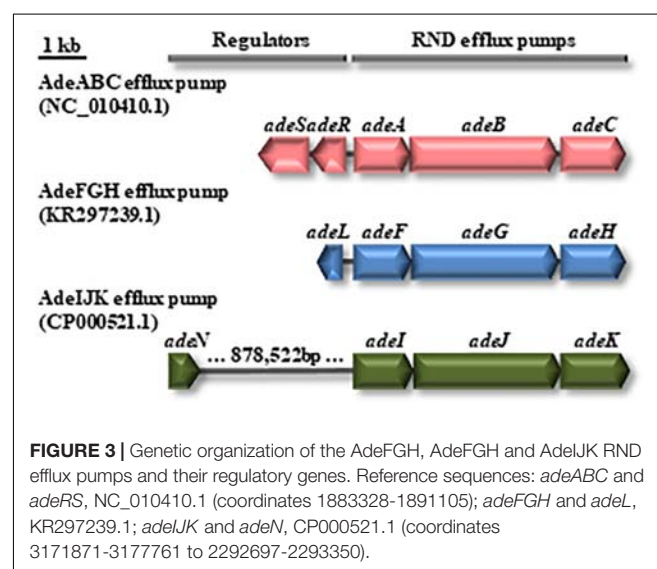 1 kb
Regulators
RND efflux pumps
AdeABC efflux pump
(NC_010410.1)
adeS adeR adeA adeB adeC
AdeFGH efflux pump
(KR297239.1)
adeL adeF adeG adeH
AdeIJK efflux pump
(CP000521.1)
adeN ... 878,522bp ... adeI adeJ adeK
FIGURE 3 | Genetic organization of the AdeFGH, AdeFGH and AdeIJK RND
efflux pumps and their regulatory genes. Reference sequences: adeABC and
adeRS, NC_010410.1 (coordinates 1883328-1891105); adeFGH and adeL,
KR297239.1; adeIJK and adeN, CP000521.1 (coordinates
3171871-3177761 to 2292697-2293350).